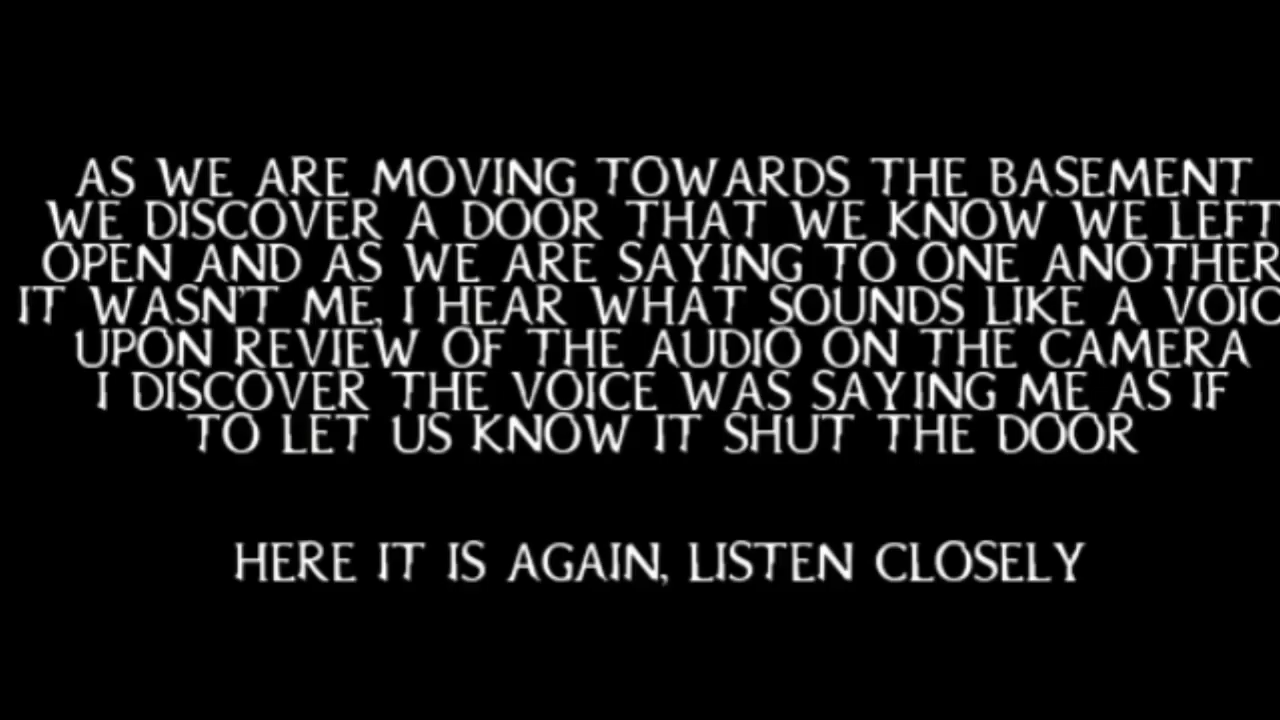 AS WE ARE MOVING TOWARDS THE BASEMENT
WE DISCOVER A DOOR THAT WE KNOW WE LEFT
OPEN AND AS WE ARE SAYING TO ONE ANOTHER
IT WASN'T ME, I HEAR WHAT SOUNDS LIKE A VOIC
UPON REVIEW OF THE AUDIO ON THE CAMERA
I DISCOVER THE VOICE WAS SAYING ME AS IF
TO LET US KNOW IT SHUT THE DOOR
HERE IT IS AGAIN, LISTEN CLOSELY